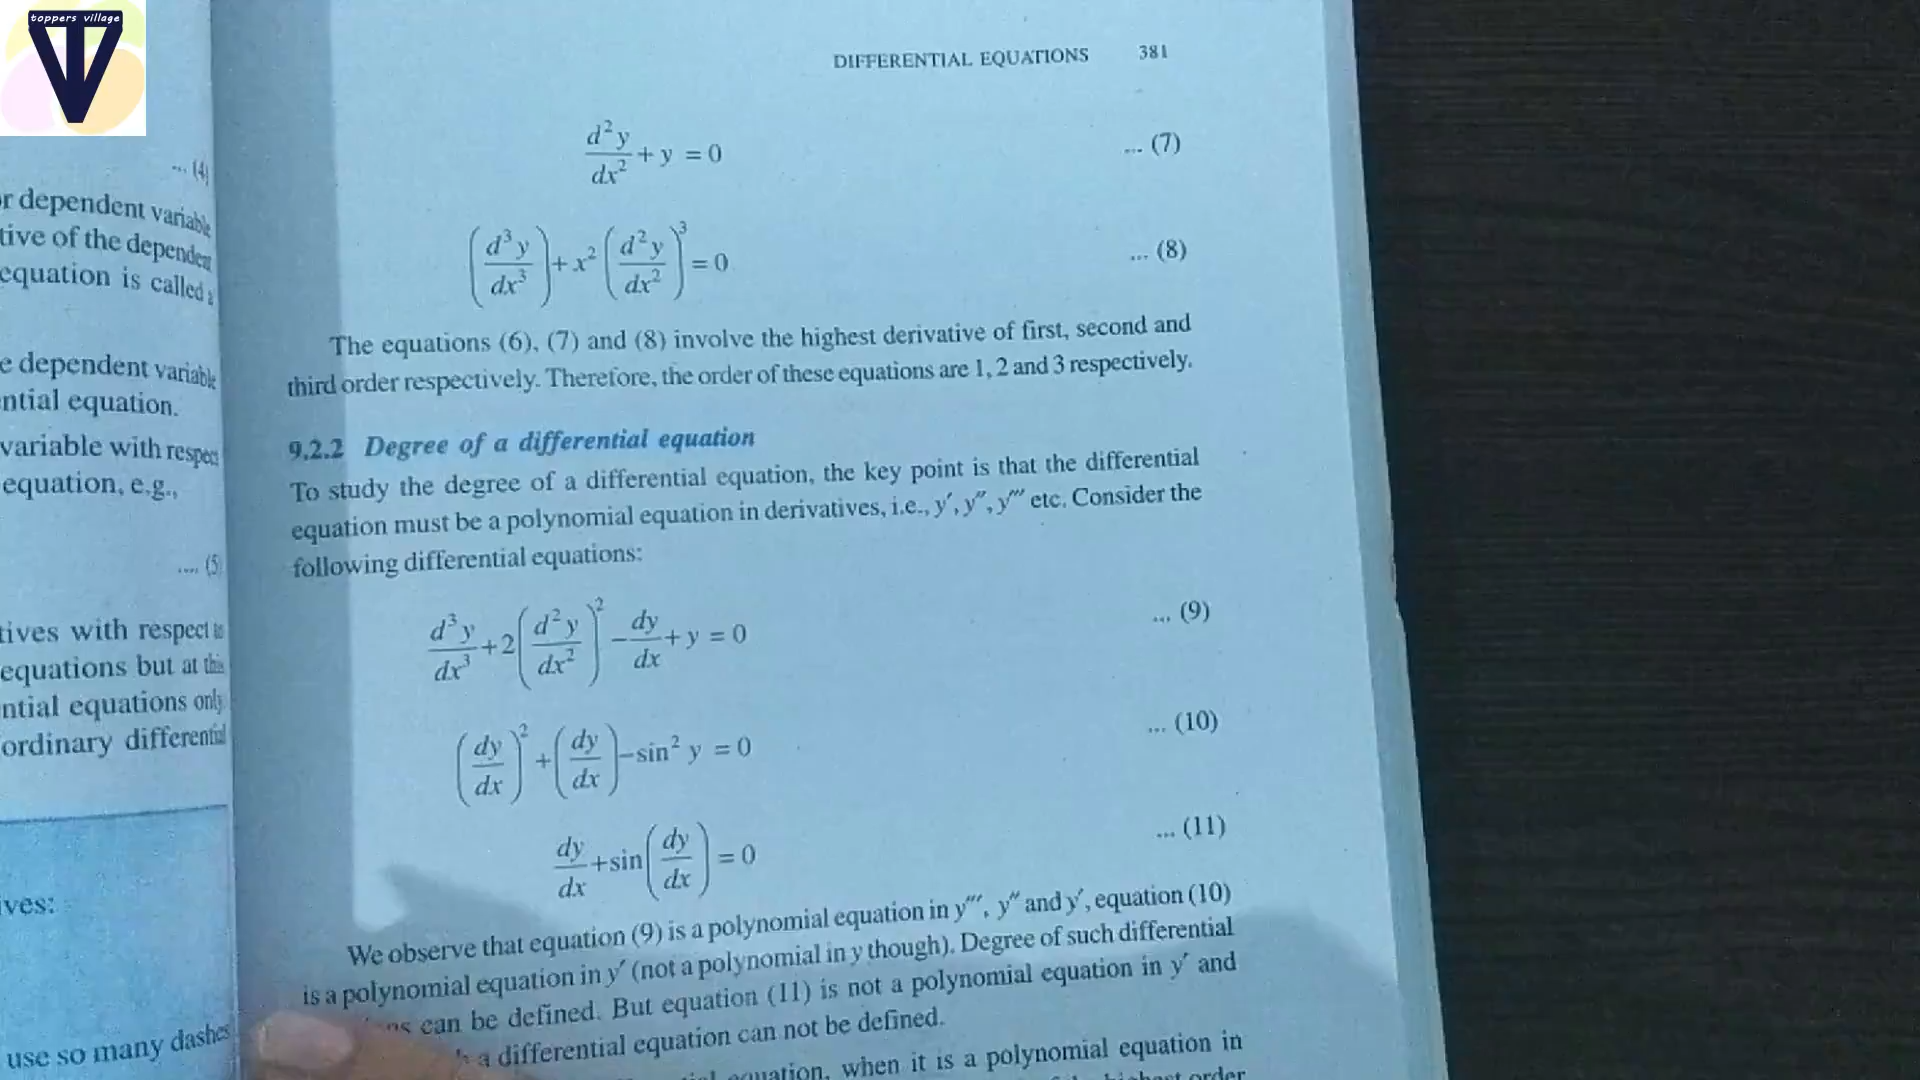 toppers village
TV
... (4)
dependent variable
of the dependent
equation is called
dependent variable
equation.
variable with respect
equation, e.g.,
.... (5)
with respect to
equations but at this
equations only
ordinary differential
use so many dashes
DIFFERENTIAL EQUATIONS 381
d²y/dx² + y = 0 ... (7)
(d³y/dx³) + x² (d²y/dx²)³ = 0 ... (8)
The equations (6), (7) and (8) involve the highest derivative of first, second and
third order respectively. Therefore, the order of these equations are 1, 2 and 3 respectively.
9.2.2 Degree of a differential equation
To study the degree of a differential equation, the key point is that the differential
equation must be a polynomial equation in derivatives, i.e., y′, y″, y‴ etc. Consider the
following differential equations:
d³y/dx³ + 2(d²y/dx²)² − dy/dx + y = 0 ... (9)
(dy/dx)² + (dy/dx) − sin² y = 0 ... (10)
dy/dx + sin(dy/dx) = 0 ... (11)
We observe that equation (9) is a polynomial equation in y‴, y″ and y′, equation (10)
is a polynomial equation in y′ (not a polynomial in y though). Degree of such differential
can be defined. But equation (11) is not a polynomial equation in y′ and
a differential equation can not be defined.
equation, when it is a polynomial equation in
highest order